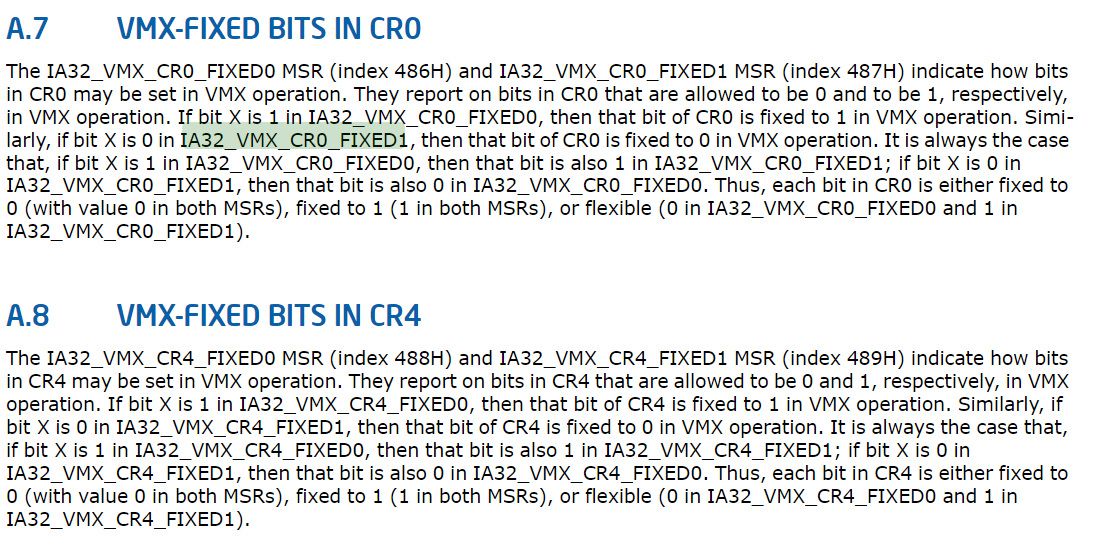 A.7 VMX-FIXED BITS IN CR0
The IA32_VMX_CR0_FIXED0 MSR (index 486H) and IA32_VMX_CR0_FIXED1 MSR (index 487H) indicate how bits
in CR0 may be set in VMX operation. They report on bits in CR0 that are allowed to be 0 and to be 1, respectively,
in VMX operation. If bit X is 1 in IA32_VMX_CR0_FIXED0, then that bit of CR0 is fixed to 1 in VMX operation. Simi-
larly, if bit X is 0 in IA32_VMX_CR0_FIXED1, then that bit of CR0 is fixed to 0 in VMX operation. It is always the case
that, if bit X is 1 in IA32_VMX_CR0_FIXED0, then that bit is also 1 in IA32_VMX_CR0_FIXED1; if bit X is 0 in
IA32_VMX_CR0_FIXED1, then that bit is also 0 in IA32_VMX_CR0_FIXED0. Thus, each bit in CR0 is either fixed to
0 (with value 0 in both MSRs), fixed to 1 (1 in both MSRs), or flexible (0 in IA32_VMX_CR0_FIXED0 and 1 in
IA32_VMX_CR0_FIXED1).
A.8 VMX-FIXED BITS IN CR4
The IA32_VMX_CR4_FIXED0 MSR (index 488H) and IA32_VMX_CR4_FIXED1 MSR (index 489H) indicate how bits
in CR4 may be set in VMX operation. They report on bits in CR4 that are allowed to be 0 and 1, respectively, in VMX
operation. If bit X is 1 in IA32_VMX_CR4_FIXED0, then that bit of CR4 is fixed to 1 in VMX operation. Similarly, if
bit X is 0 in IA32_VMX_CR4_FIXED1, then that bit of CR4 is fixed to 0 in VMX operation. It is always the case that,
if bit X is 1 in IA32_VMX_CR4_FIXED0, then that bit is also 1 in IA32_VMX_CR4_FIXED1; if bit X is 0 in
IA32_VMX_CR4_FIXED1, then that bit is also 0 in IA32_VMX_CR4_FIXED0. Thus, each bit in CR4 is either fixed to
0 (with value 0 in both MSRs), fixed to 1 (1 in both MSRs), or flexible (0 in IA32_VMX_CR4_FIXED0 and 1 in
IA32_VMX_CR4_FIXED1).